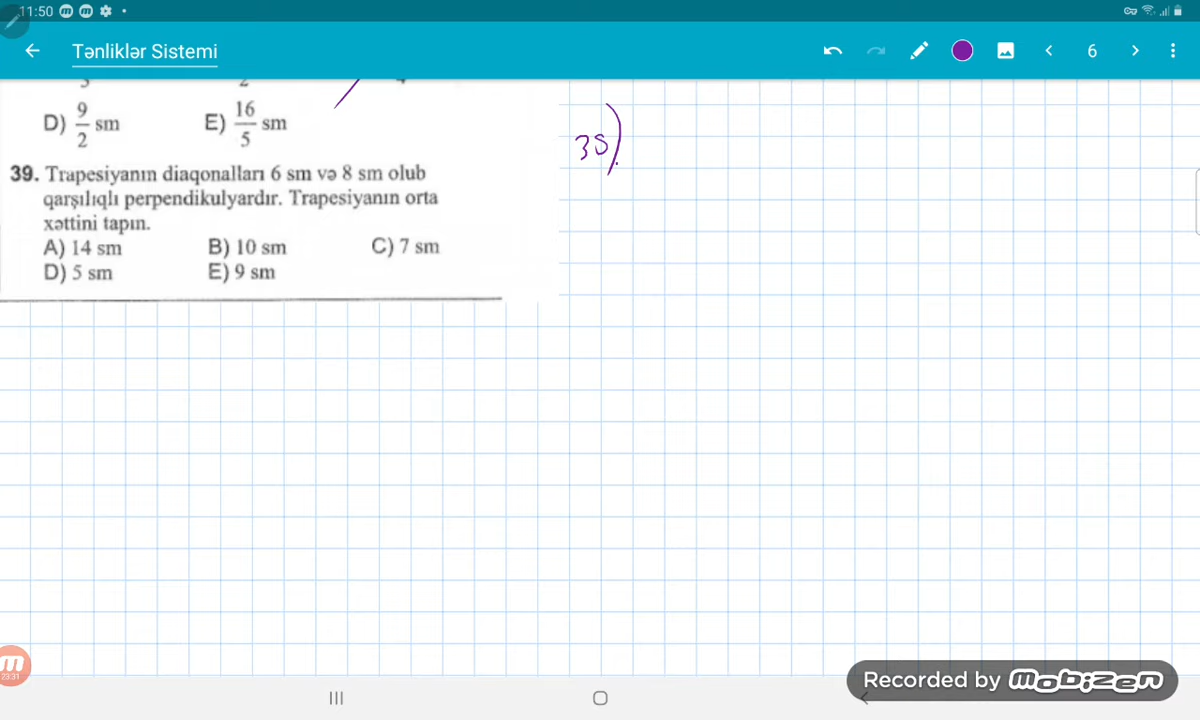 11:50
Tənliklər Sistemi
6
D) 9/2 sm E) 16/5 sm
39. Trapesiyanın diaqonalları 6 sm və 8 sm olub
qarşılıqlı perpendikulyardır. Trapesiyanın orta
xəttini tapın.
A) 14 sm B) 10 sm C) 7 sm
D) 5 sm E) 9 sm
23:31
Recorded by mobizen